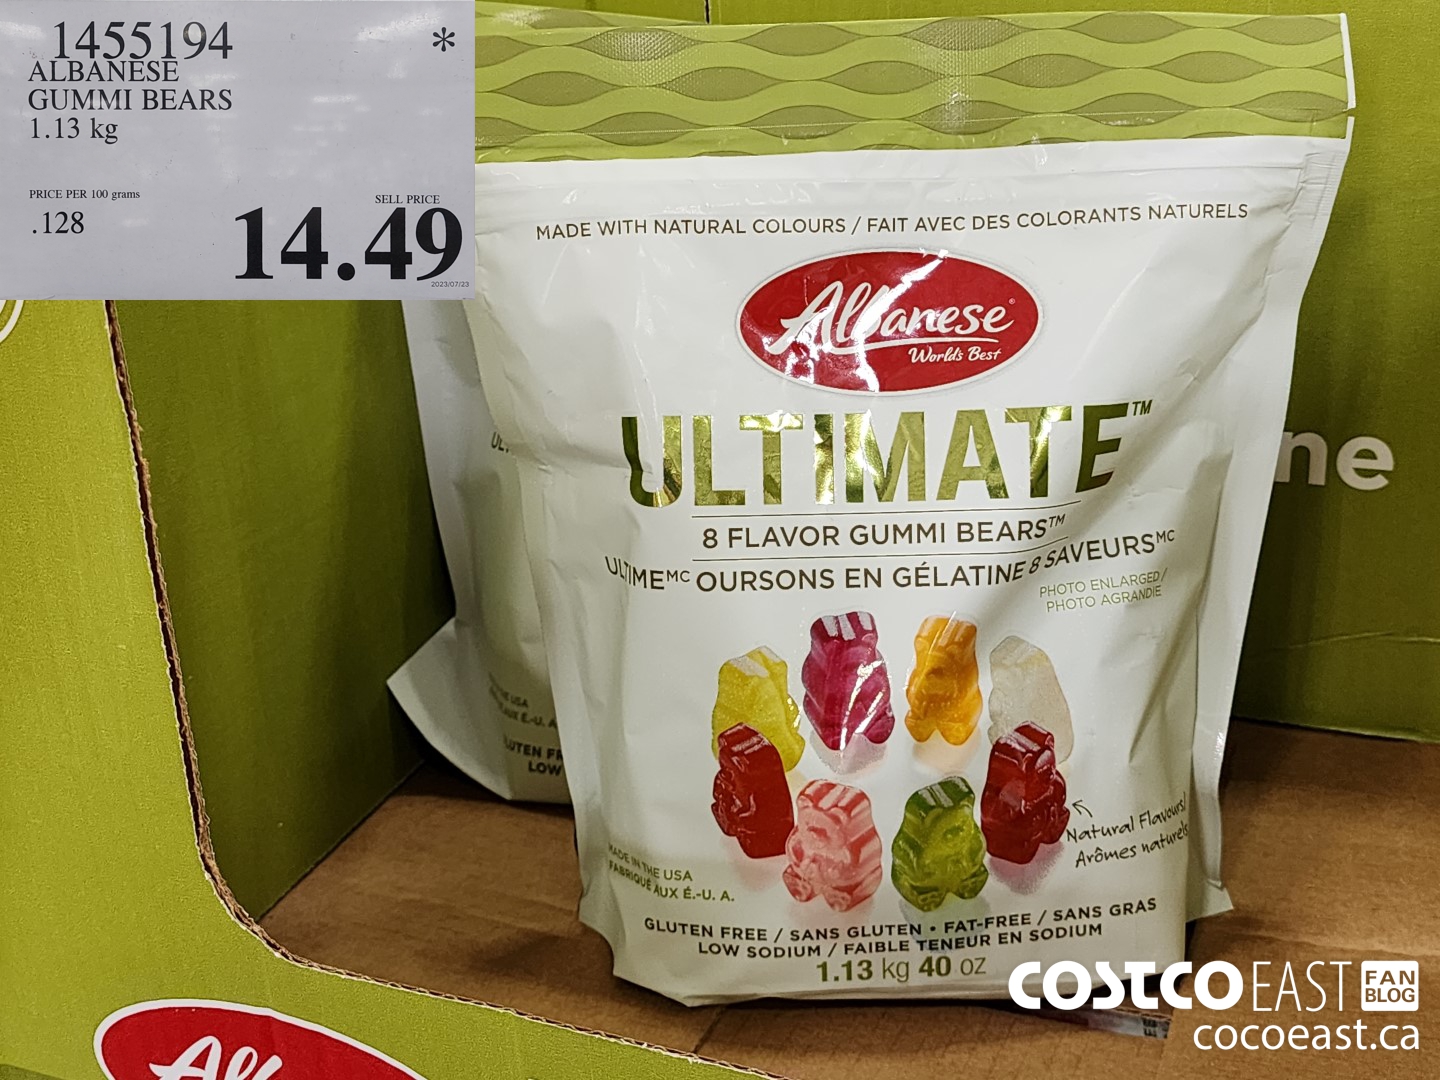 1455194
*
ALBANESE
GUMMI BEARS
1.13 kg
PRICE PER 100 grams
.128
SELL PRICE
14.49
2023/07/23
MADE WITH NATURAL COLOURS / FAIT AVEC DES COLORANTS NATURELS
Albanese®
World's Best
ULTIMATE™
8 FLAVOR GUMMI BEARS™
ULTIMEᴹᶜ OURSONS EN GÉLATINE 8 SAVEURSᴹᶜ
PHOTO ENLARGED/
PHOTO AGRANDIE
Natural Flavours/
Arômes naturels
MADE IN THE USA
FABRIQUÉ AUX É.-U. A.
GLUTEN FREE / SANS GLUTEN • FAT-FREE / SANS GRAS
LOW SODIUM / FAIBLE TENEUR EN SODIUM
1.13 kg 40 OZ
COSTCO EAST FAN BLOG
cocoeast.ca